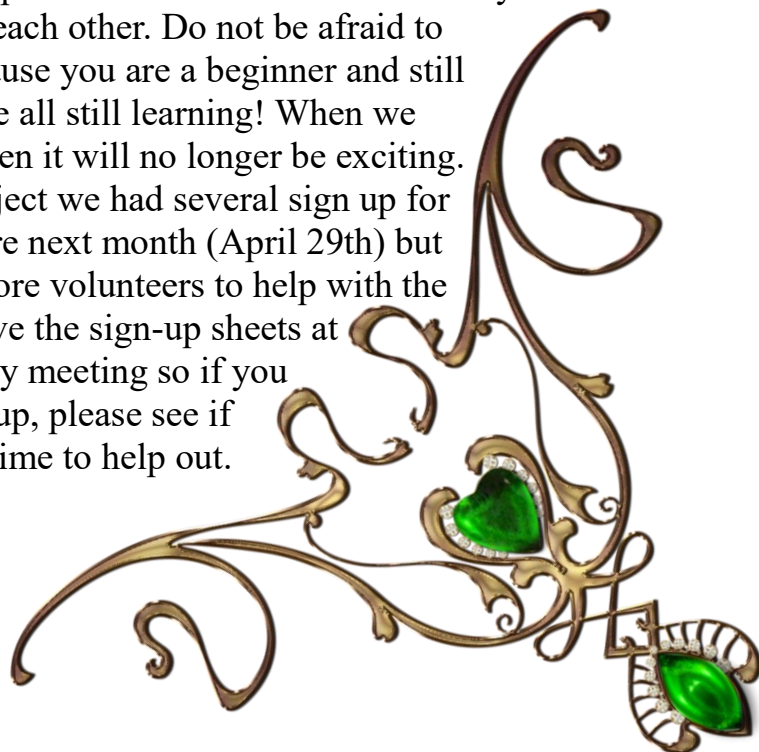 each other. Do not be afraid to
use you are a beginner and still
e all still learning! When we
en it will no longer be exciting.
ject we had several sign up for
re next month (April 29th) but
ore volunteers to help with the
ve the sign-up sheets at
y meeting so if you
up, please see if
ime to help out.